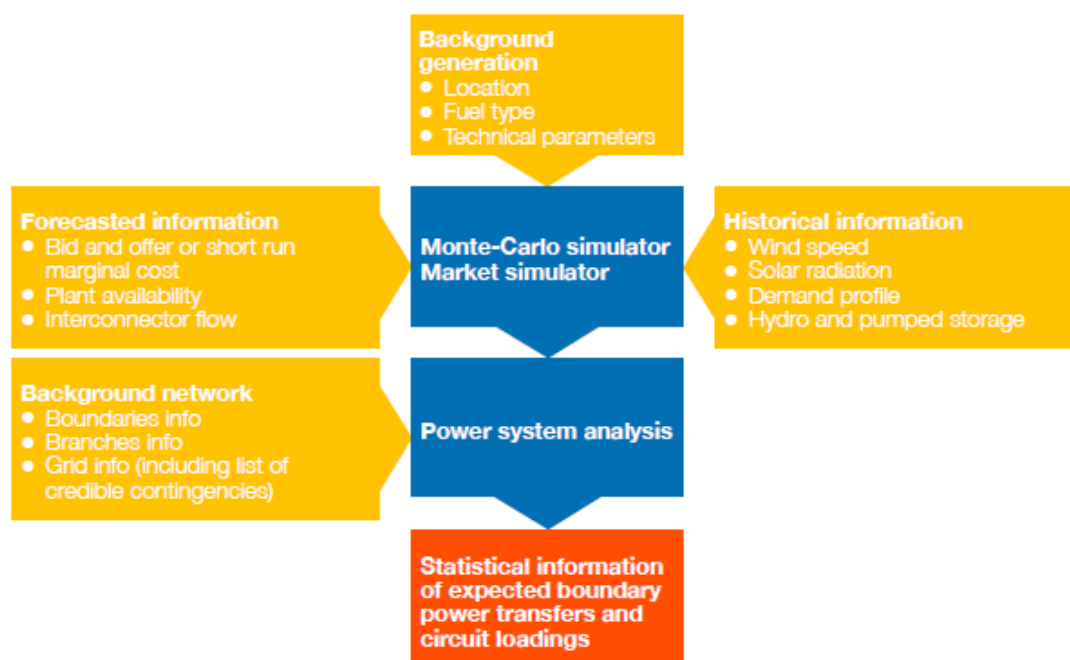 Background
generation
● Location
● Fuel type
● Technical parameters
Forecasted information
● Bid and offer or short run
marginal cost
● Plant availability
● Interconnector flow
Monte-Carlo simulator
Market simulator
Historical information
● Wind speed
● Solar radiation
● Demand profile
● Hydro and pumped storage
Background network
● Boundaries info
● Branches info
● Grid info (including list of
credible contingencies)
Power system analysis
Statistical information
of expected boundary
power transfers and
circuit loadings